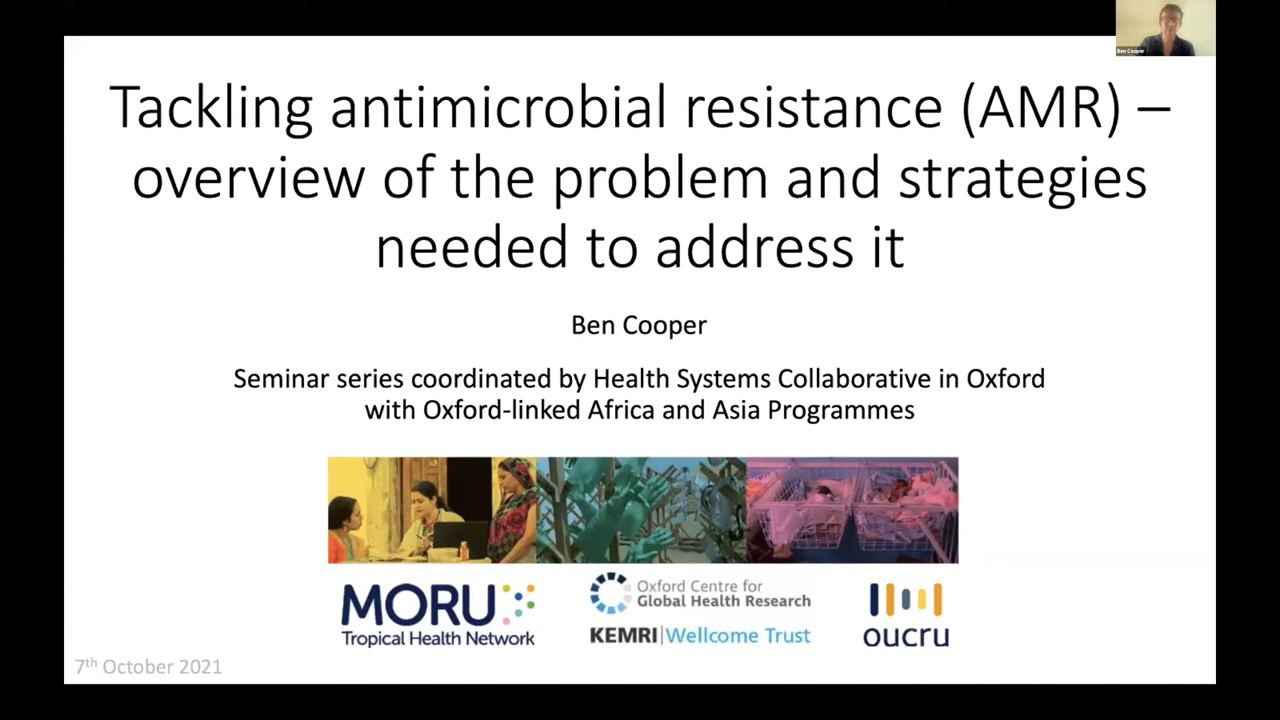 Ben Cooper
Tackling antimicrobial resistance (AMR) –
overview of the problem and strategies
needed to address it
Ben Cooper
Seminar series coordinated by Health Systems Collaborative in Oxford
with Oxford-linked Africa and Asia Programmes
MORU
Tropical Health Network
Oxford Centre for
Global Health Research
KEMRI|Wellcome Trust
oucru
7th October 2021